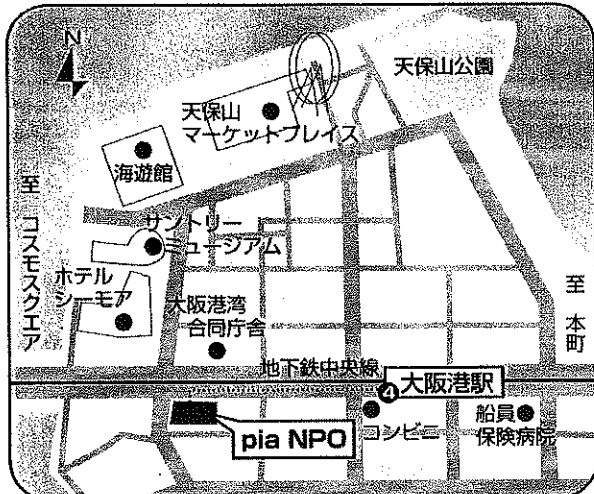 N
天保山公園
天保山
マーケットプレイス
海遊館
至 コスモスクエア
サントリー
ミュージアム
ホテル
シーモア
大阪港湾
合同庁舎
至 本町
地下鉄中央線
4
大阪港駅
コンビニ
船員
保険病院
pia NPO